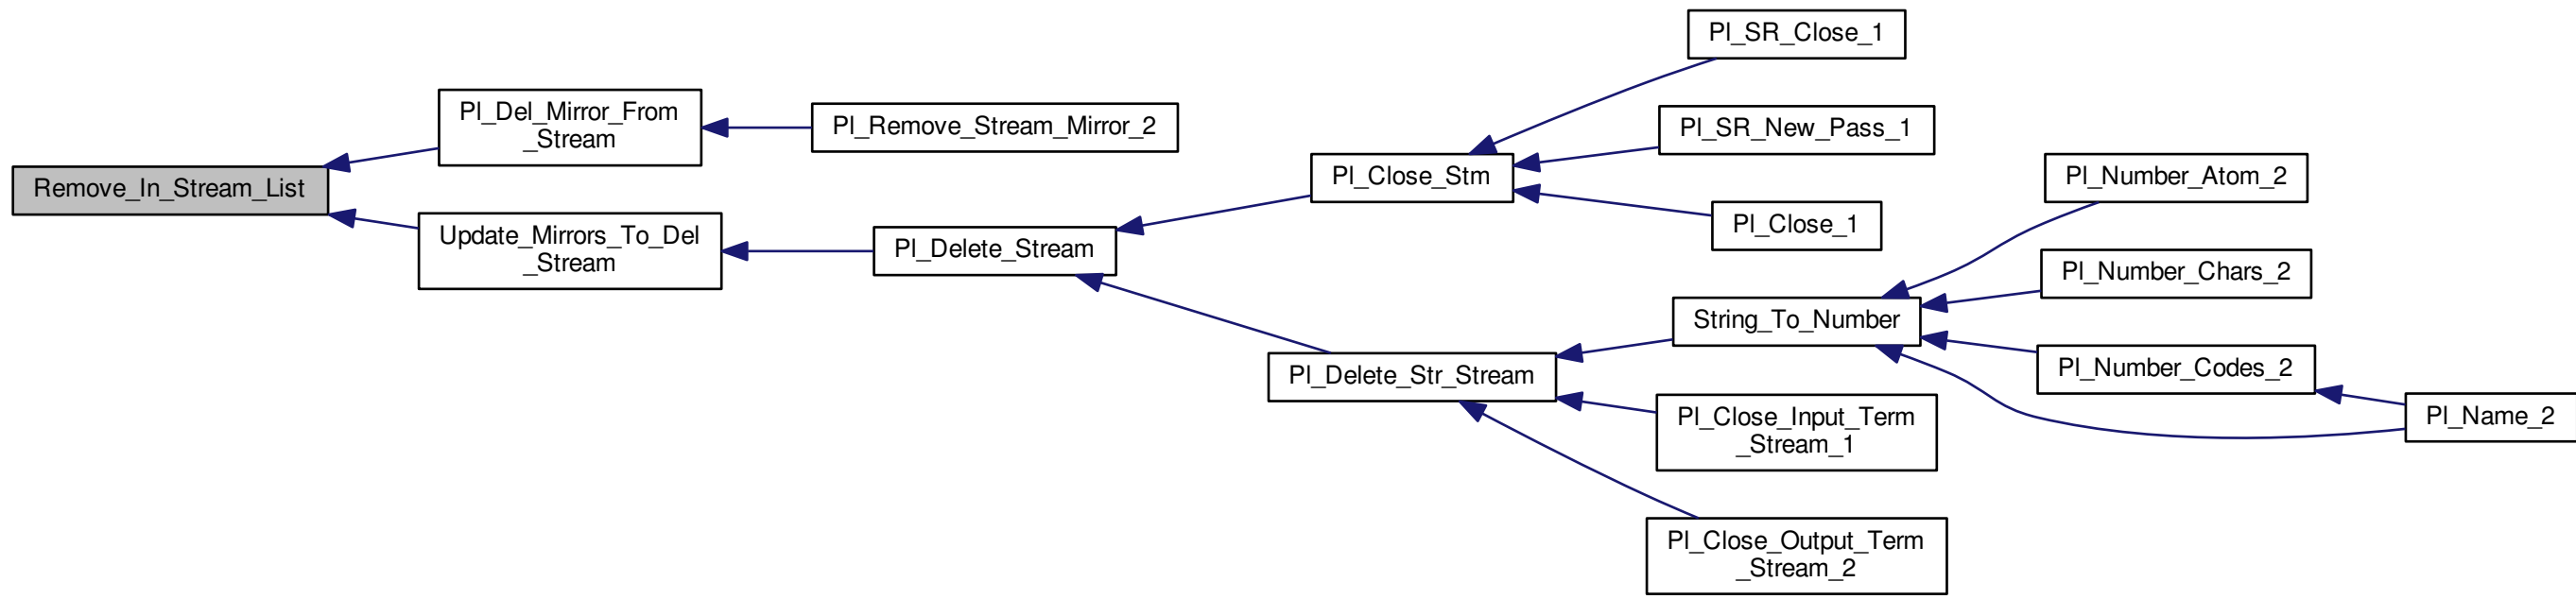 Remove_In_Stream_List
Pl_Del_Mirror_From
_Stream
Pl_Remove_Stream_Mirror_2
Update_Mirrors_To_Del
_Stream
Pl_Delete_Stream
Pl_Close_Stm
Pl_SR_Close_1
Pl_SR_New_Pass_1
Pl_Close_1
Pl_Delete_Str_Stream
String_To_Number
Pl_Number_Atom_2
Pl_Number_Chars_2
Pl_Number_Codes_2
Pl_Name_2
Pl_Close_Input_Term
_Stream_1
Pl_Close_Output_Term
_Stream_2